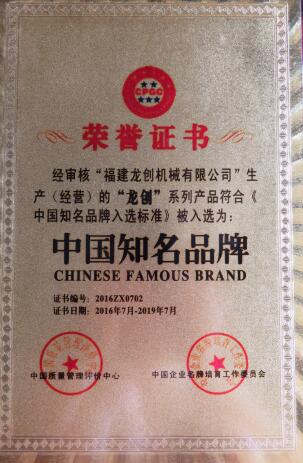 CPGC
荣誉证书
经审核“福建龙创机械有限公司”生
产（经营）的“龙创”系列产品符合《
中国知名品牌入选标准》被入选为：
中国知名品牌
CHINESE FAMOUS BRAND
证书编号：2016ZX0702
证书日期：2016年7月-2019年7月
中国质量管理评价中心
中国企业名牌培育工作委员会